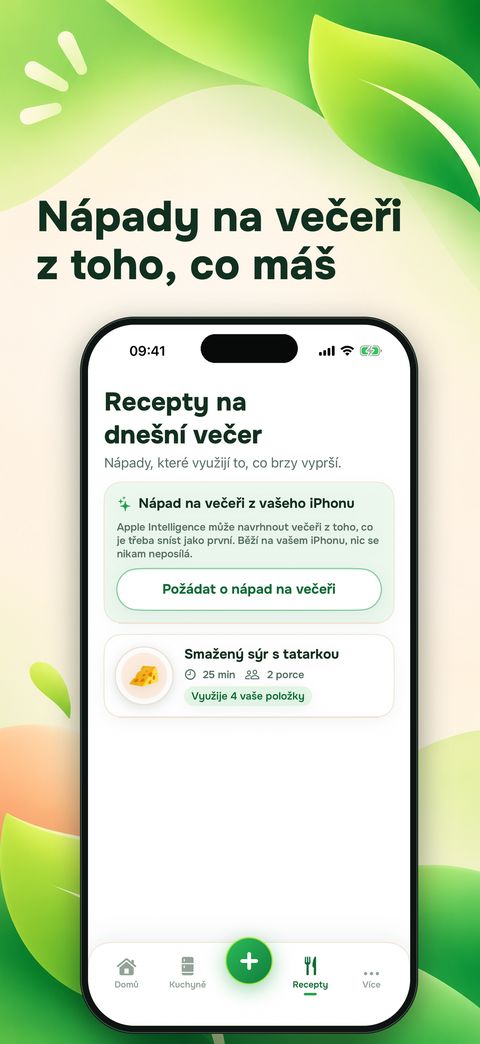 Nápady na večeři
z toho, co máš
09:41
Recepty na
dnešní večer
Nápady, které využijí to, co brzy vyprší.
Nápad na večeři z vašeho iPhonu
Apple Intelligence může navrhnout večeři z toho, co
je třeba sníst jako první. Běží na vašem iPhonu, nic se
nikam neposílá.
Požádat o nápad na večeři
Smažený sýr s tatarkou
25 min 2 porce
Využije 4 vaše položky
Domů Kuchyně Recepty Více